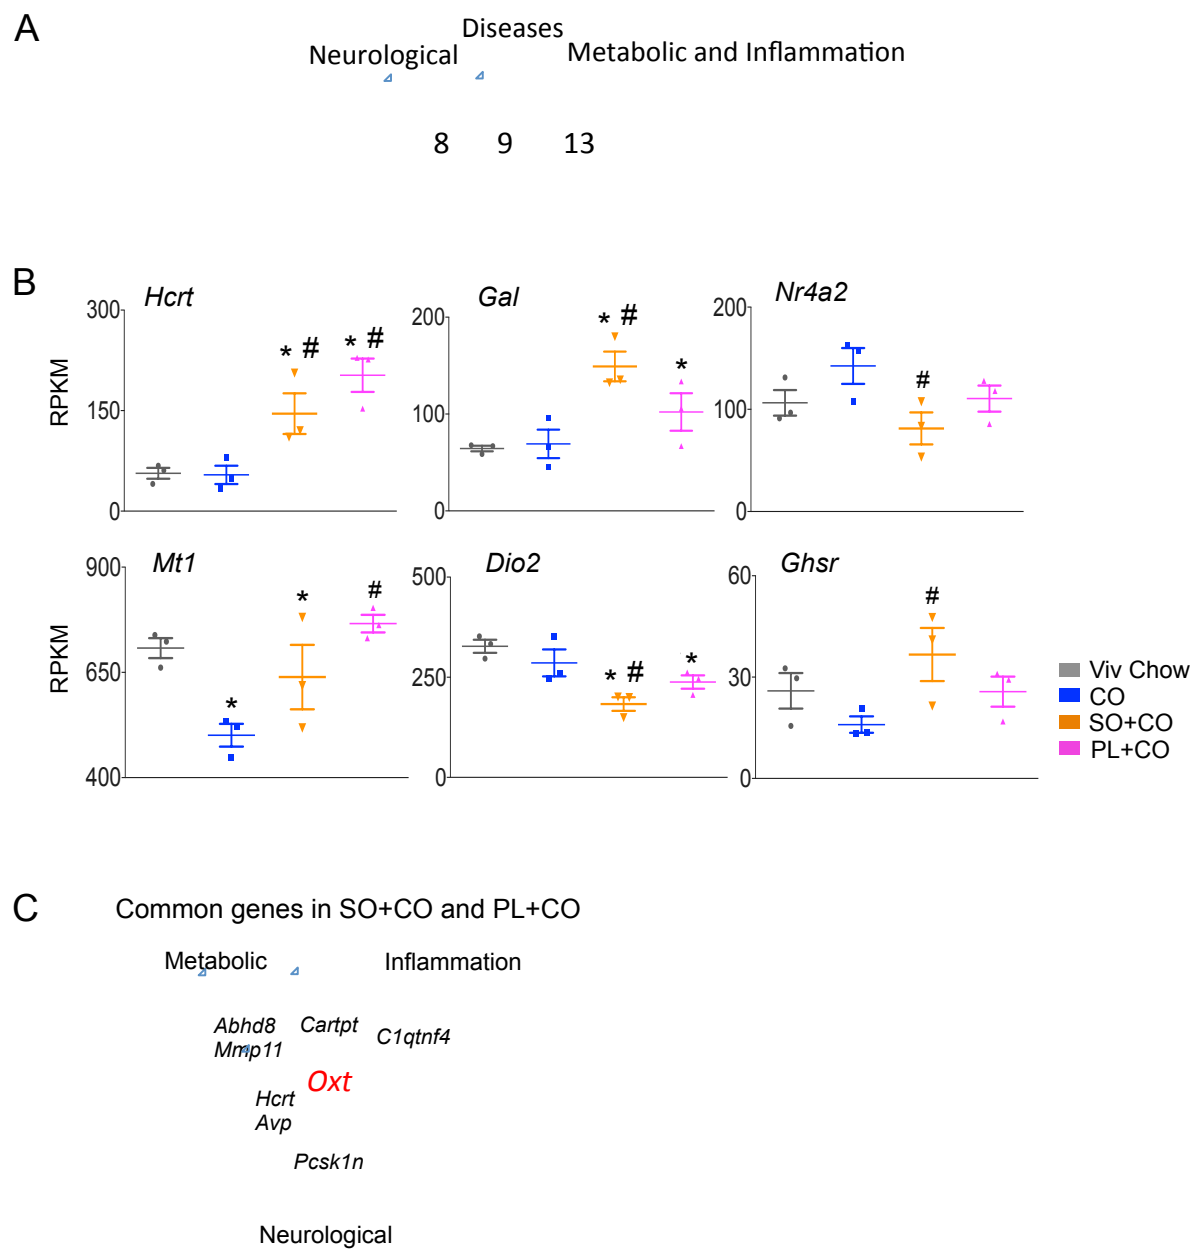 A
Diseases
Neurological
Metabolic and Inflammation
8 9 13
B
Hcrt
Gal
Nr4a2
RPKM
300
150
0
* #
* #
200
100
0
* #
*
200
100
0
#
Mt1
Dio2
Ghsr
RPKM
900
650
400
*
*
#
500
250
0
* #
*
60
30
0
#
Viv Chow
CO
SO+CO
PL+CO
C
Common genes in SO+CO and PL+CO
Metabolic
Inflammation
Abhd8
Mmp11
Cartpt
C1qtnf4
Oxt
Hcrt
Avp
Pcsk1n
Neurological